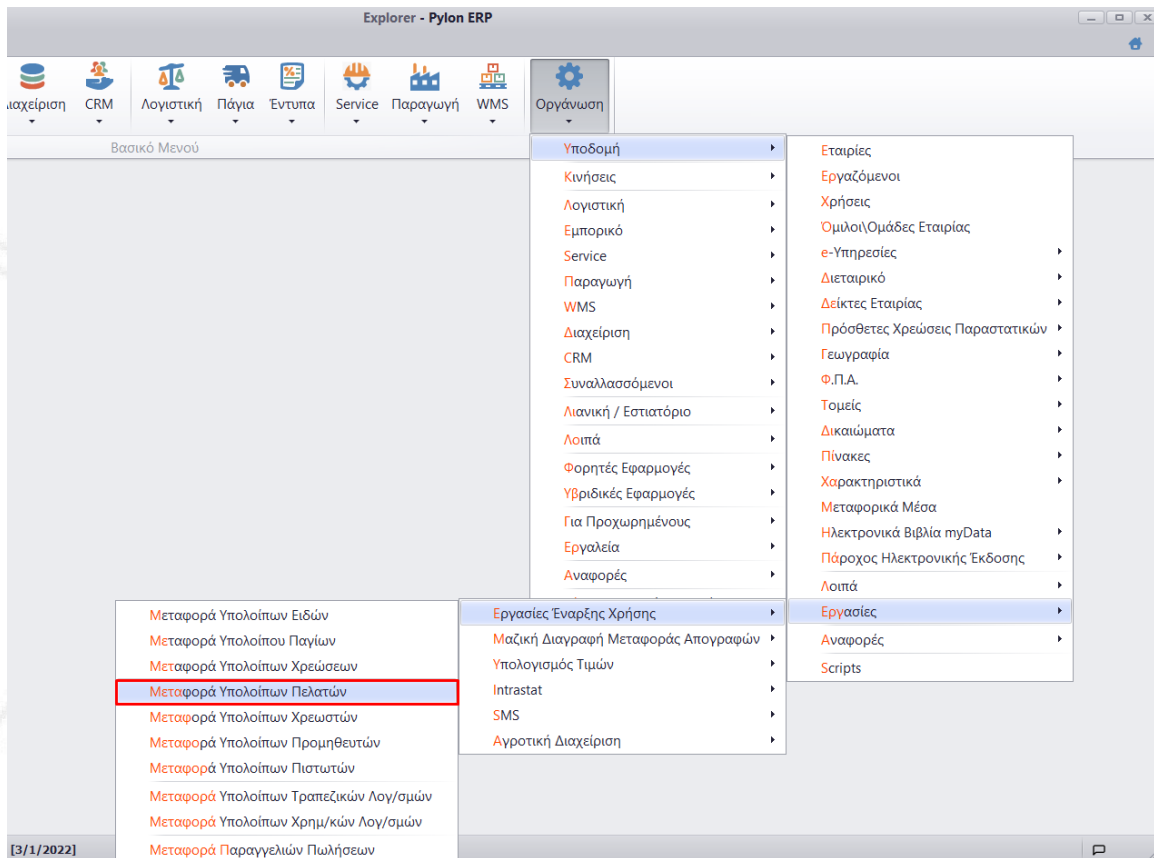 Explorer - Pylon ERP
CRM
Λογιστική
Πάγια
Έντυπα
Service
Παραγωγή
WMS
Οργάνωση
Βασικό Μενού
Υποδομή
Κινήσεις
Λογιστική
Εμπορικό
Service
Παραγωγή
WMS
Διαχείριση
CRM
Συναλλασσόμενοι
Λιανική / Εστιατόριο
Λοιπά
Φορητές Εφαρμογές
Υβριδικές Εφαρμογές
Για Προχωρημένους
Εργαλεία
Αναφορές
Εταιρίες
Εργαζόμενοι
Χρήσεις
Όμιλοι\Ομάδες Εταιρίας
e-Υπηρεσίες
Διεταιρικό
Δείκτες Εταιρίας
Πρόσθετες Χρεώσεις Παραστατικών
Γεωγραφία
Φ.Π.Α.
Τομείς
Δικαιώματα
Πίνακες
Χαρακτηριστικά
Μεταφορικά Μέσα
Ηλεκτρονικά Βιβλία myData
Πάροχος Ηλεκτρονικής Έκδοσης
Λοιπά
Εργασίες
Αναφορές
Scripts
Εργασίες Έναρξης Χρήσης
Μαζική Διαγραφή Μεταφοράς Απογραφών
Υπολογισμός Τιμών
Intrastat
SMS
Αγροτική Διαχείριση
Μεταφορά Υπολοίπων Ειδών
Μεταφορά Υπολοίπου Παγίων
Μεταφορά Υπολοίπων Χρεώσεων
Μεταφορά Υπολοίπων Πελατών
Μεταφορά Υπολοίπων Χρεωστών
Μεταφορά Υπολοίπων Προμηθευτών
Μεταφορά Υπολοίπων Πιστωτών
Μεταφορά Υπολοίπων Τραπεζικών Λογ/σμών
Μεταφορά Υπολοίπων Χρημ/κών Λογ/σμών
Μεταφορά Παραγγελιών Πωλήσεων
[3/1/2022]